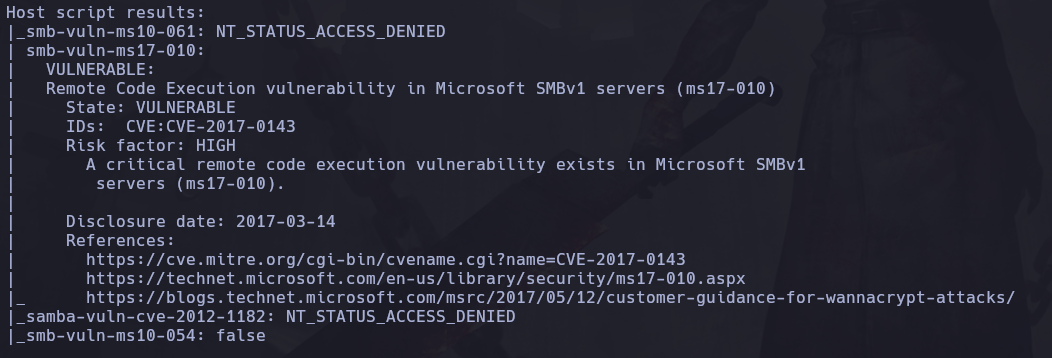 Host script results:
|_smb-vuln-ms10-061: NT_STATUS_ACCESS_DENIED
| smb-vuln-ms17-010:
|   VULNERABLE:
|   Remote Code Execution vulnerability in Microsoft SMBv1 servers (ms17-010)
|     State: VULNERABLE
|     IDs:  CVE:CVE-2017-0143
|     Risk factor: HIGH
|       A critical remote code execution vulnerability exists in Microsoft SMBv1
|        servers (ms17-010).
|
|     Disclosure date: 2017-03-14
|     References:
|       https://cve.mitre.org/cgi-bin/cvename.cgi?name=CVE-2017-0143
|       https://technet.microsoft.com/en-us/library/security/ms17-010.aspx
|_      https://blogs.technet.microsoft.com/msrc/2017/05/12/customer-guidance-for-wannacrypt-attacks/
|_samba-vuln-cve-2012-1182: NT_STATUS_ACCESS_DENIED
|_smb-vuln-ms10-054: false